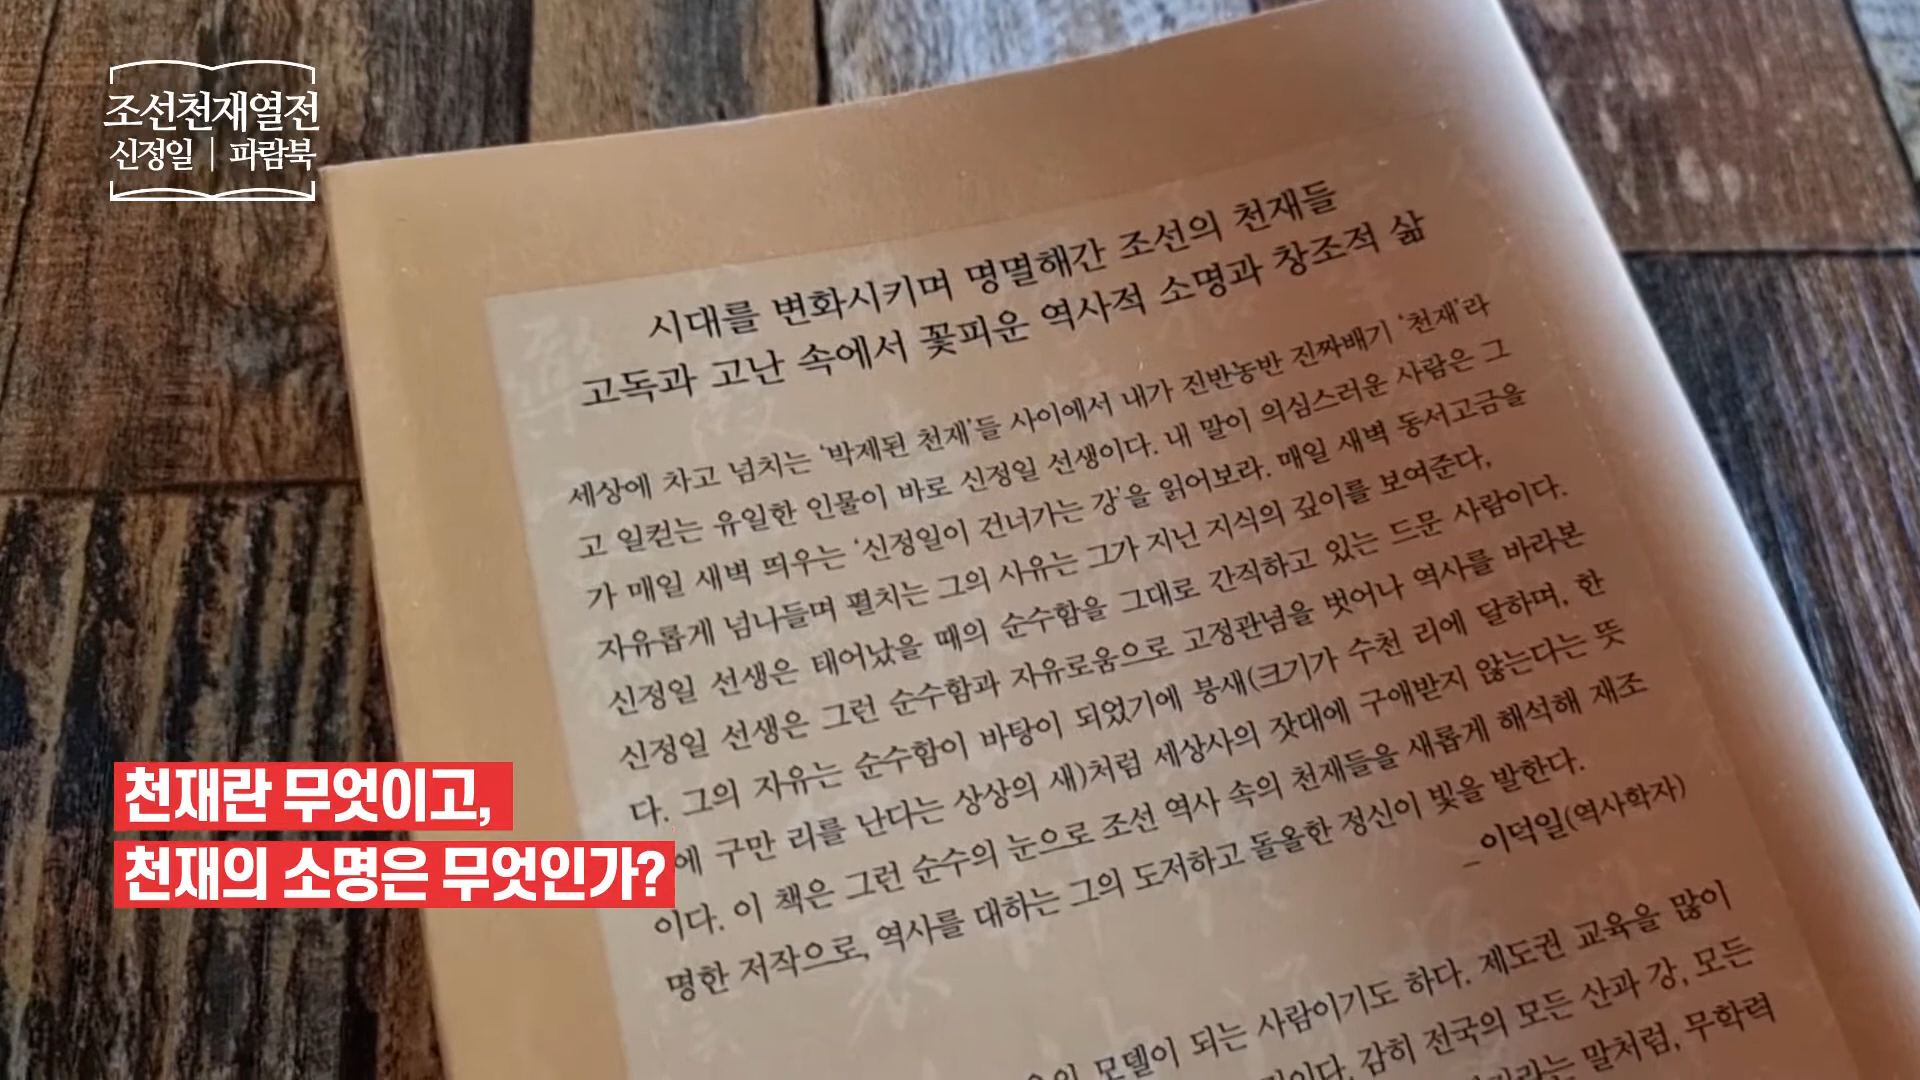 조선천재열전
신정일 | 파람북
시대를 변화시키며 명멸해간 조선의 천재들
고독과 고난 속에서 꽃피운 역사적 소명과 창조적 삶
세상에 차고 넘치는 ‘박제된 천재’들 사이에서 내가 진반농반 진짜배기 ‘천재’라
고 일컫는 유일한 인물이 바로 신정일 선생이다. 내 말이 의심스러운 사람은 그
가 매일 새벽 띄우는 ‘신정일이 건너가는 강’을 읽어보라. 매일 새벽 동서고금을
자유롭게 넘나들며 펼치는 그의 사유는 그가 지닌 지식의 깊이를 보여준다,
신정일 선생은 태어났을 때의 순수함을 그대로 간직하고 있는 드문 사람이다.
신정일 선생은 그런 순수함과 자유로움으로 고정관념을 벗어나 역사를 바라본
다. 그의 자유는 순수함이 바탕이 되었기에 붕새(크기가 수천 리에 달하며, 한
에 구만 리를 난다는 상상의 새)처럼 세상사의 잣대에 구애받지 않는다는 뜻
이다. 이 책은 그런 순수의 눈으로 조선 역사 속의 천재들을 새롭게 해석해 재조
명한 저작으로, 역사를 대하는 그의 도저하고 돌올한 정신이 빛을 발한다.
_이덕일(역사학자)
모델이 되는 사람이기도 하다. 제도권 교육을 많이
감히 전국의 모든 산과 강, 모든
말처럼, 무학력
천재란 무엇이고,
천재의 소명은 무엇인가?